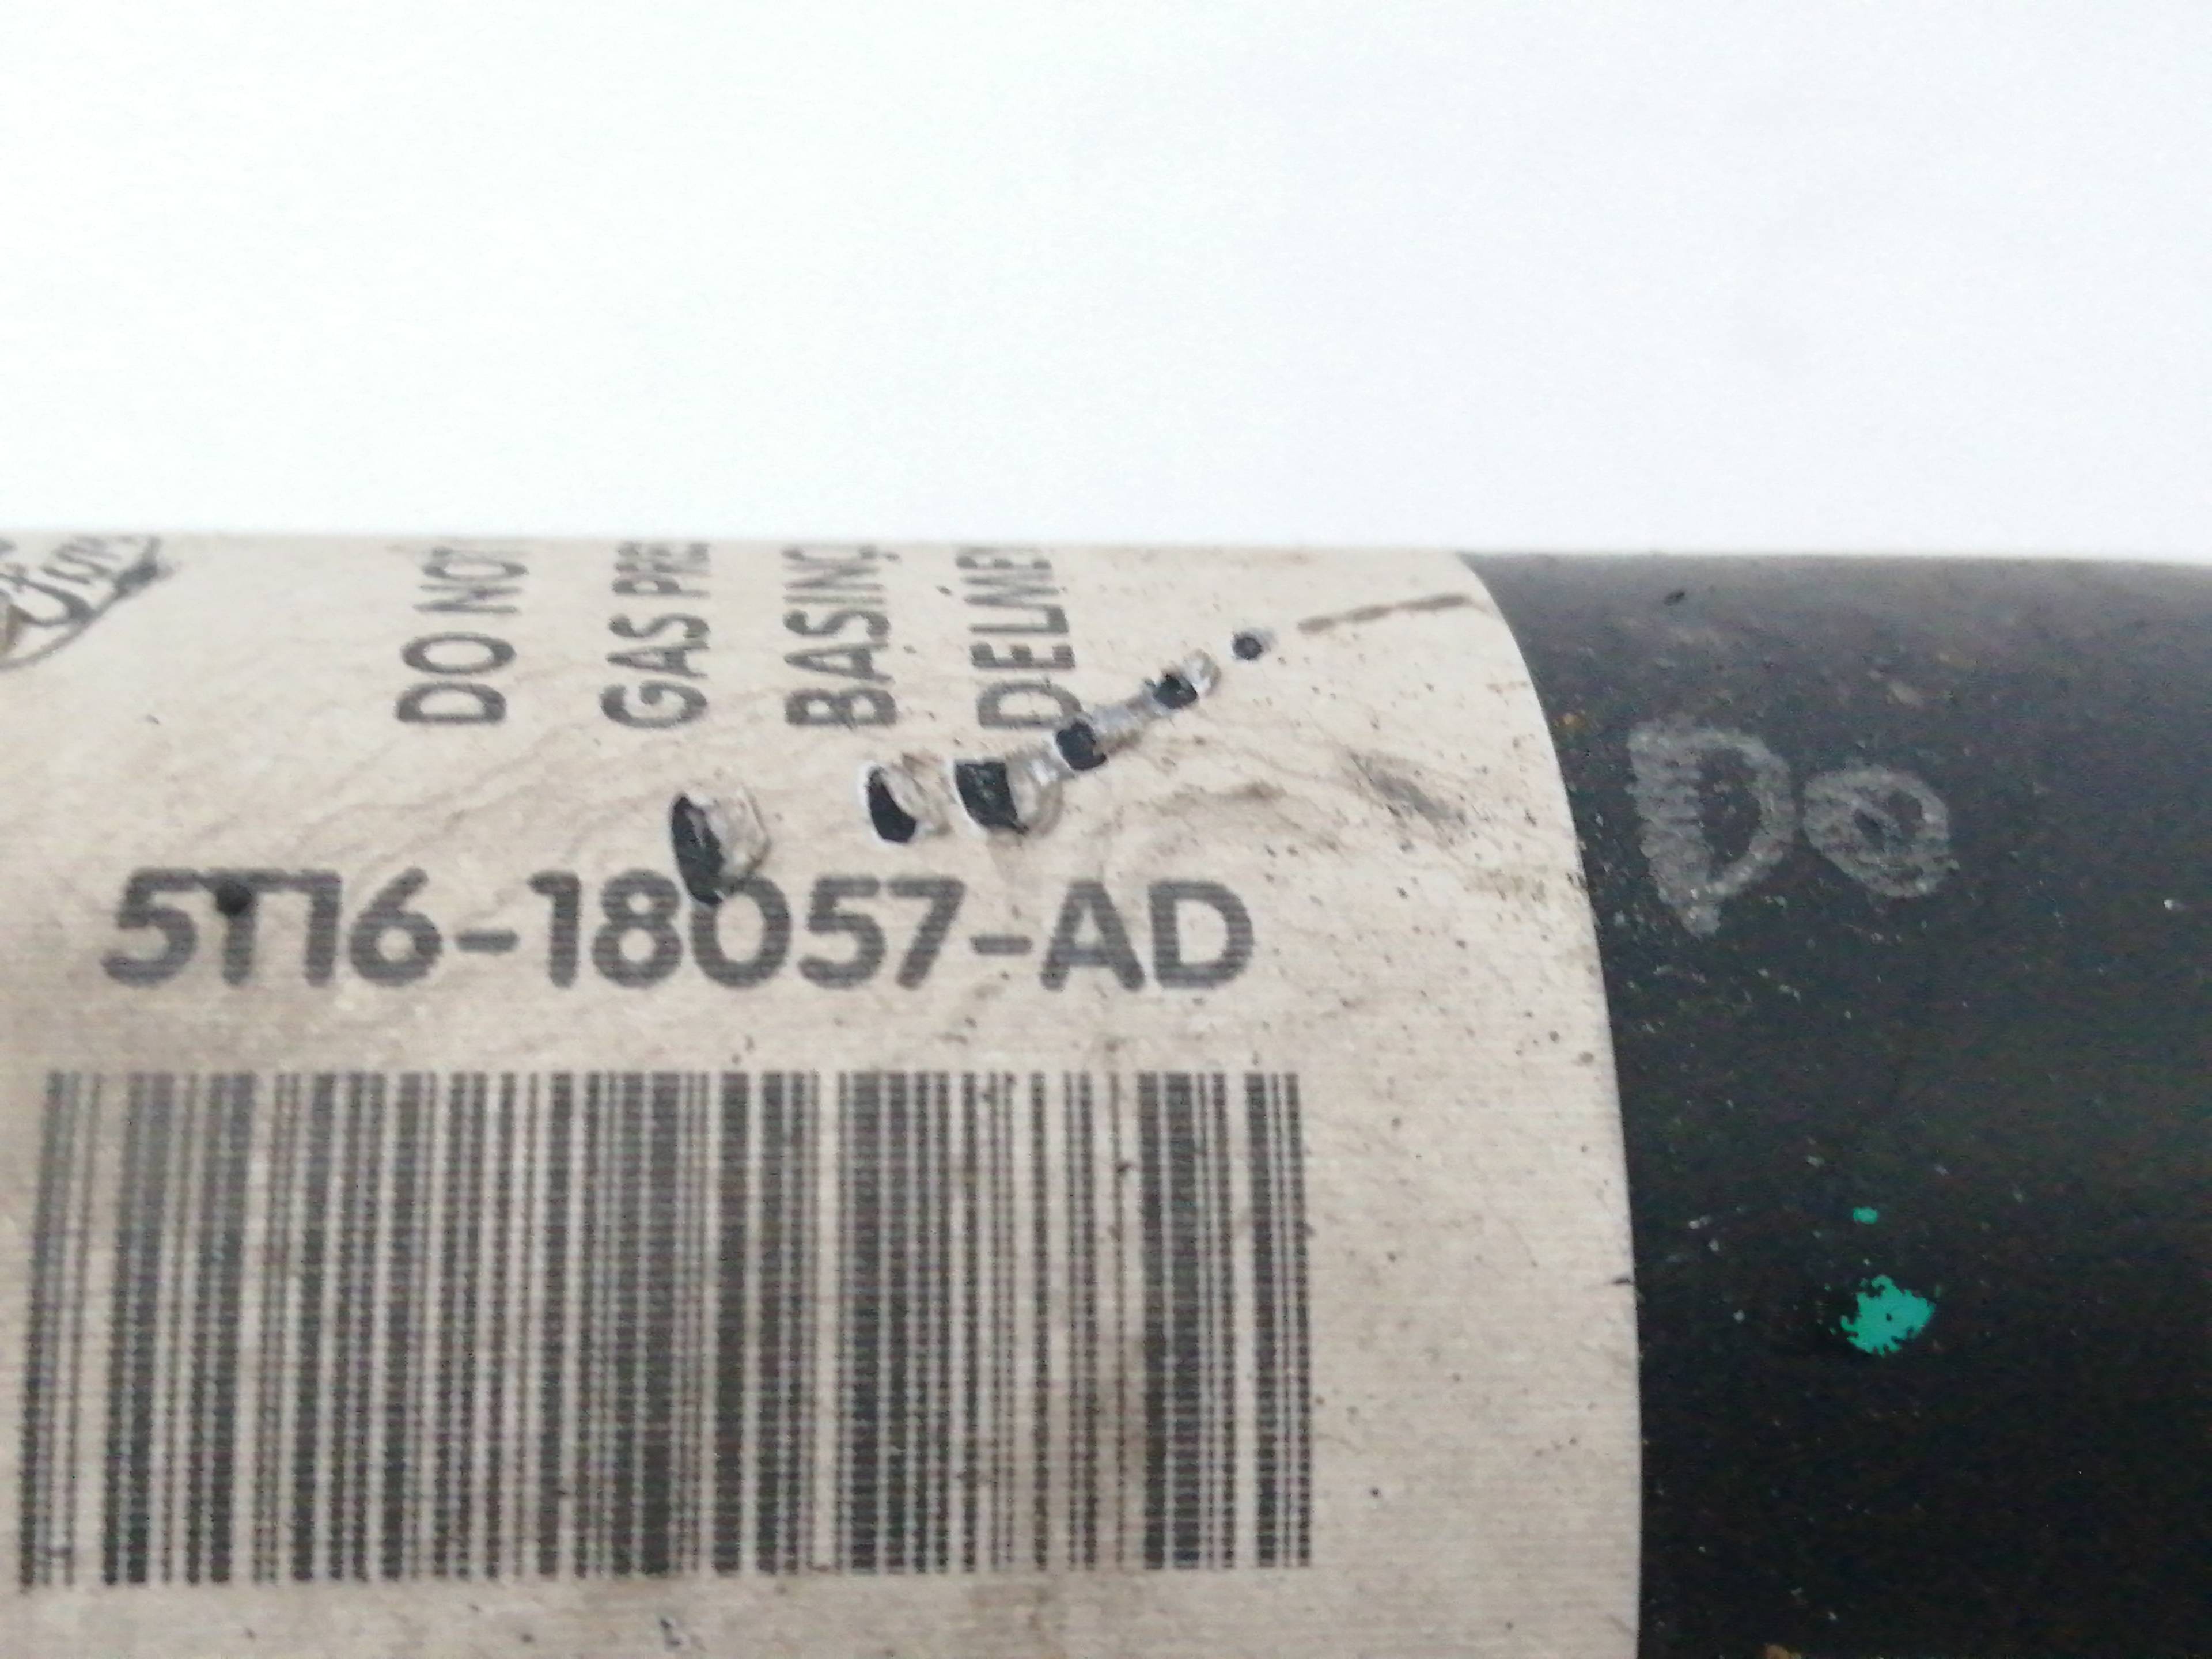 DO NOT
GAS PRE
BASINÇ
DELME
5T16-18057-AD
Do